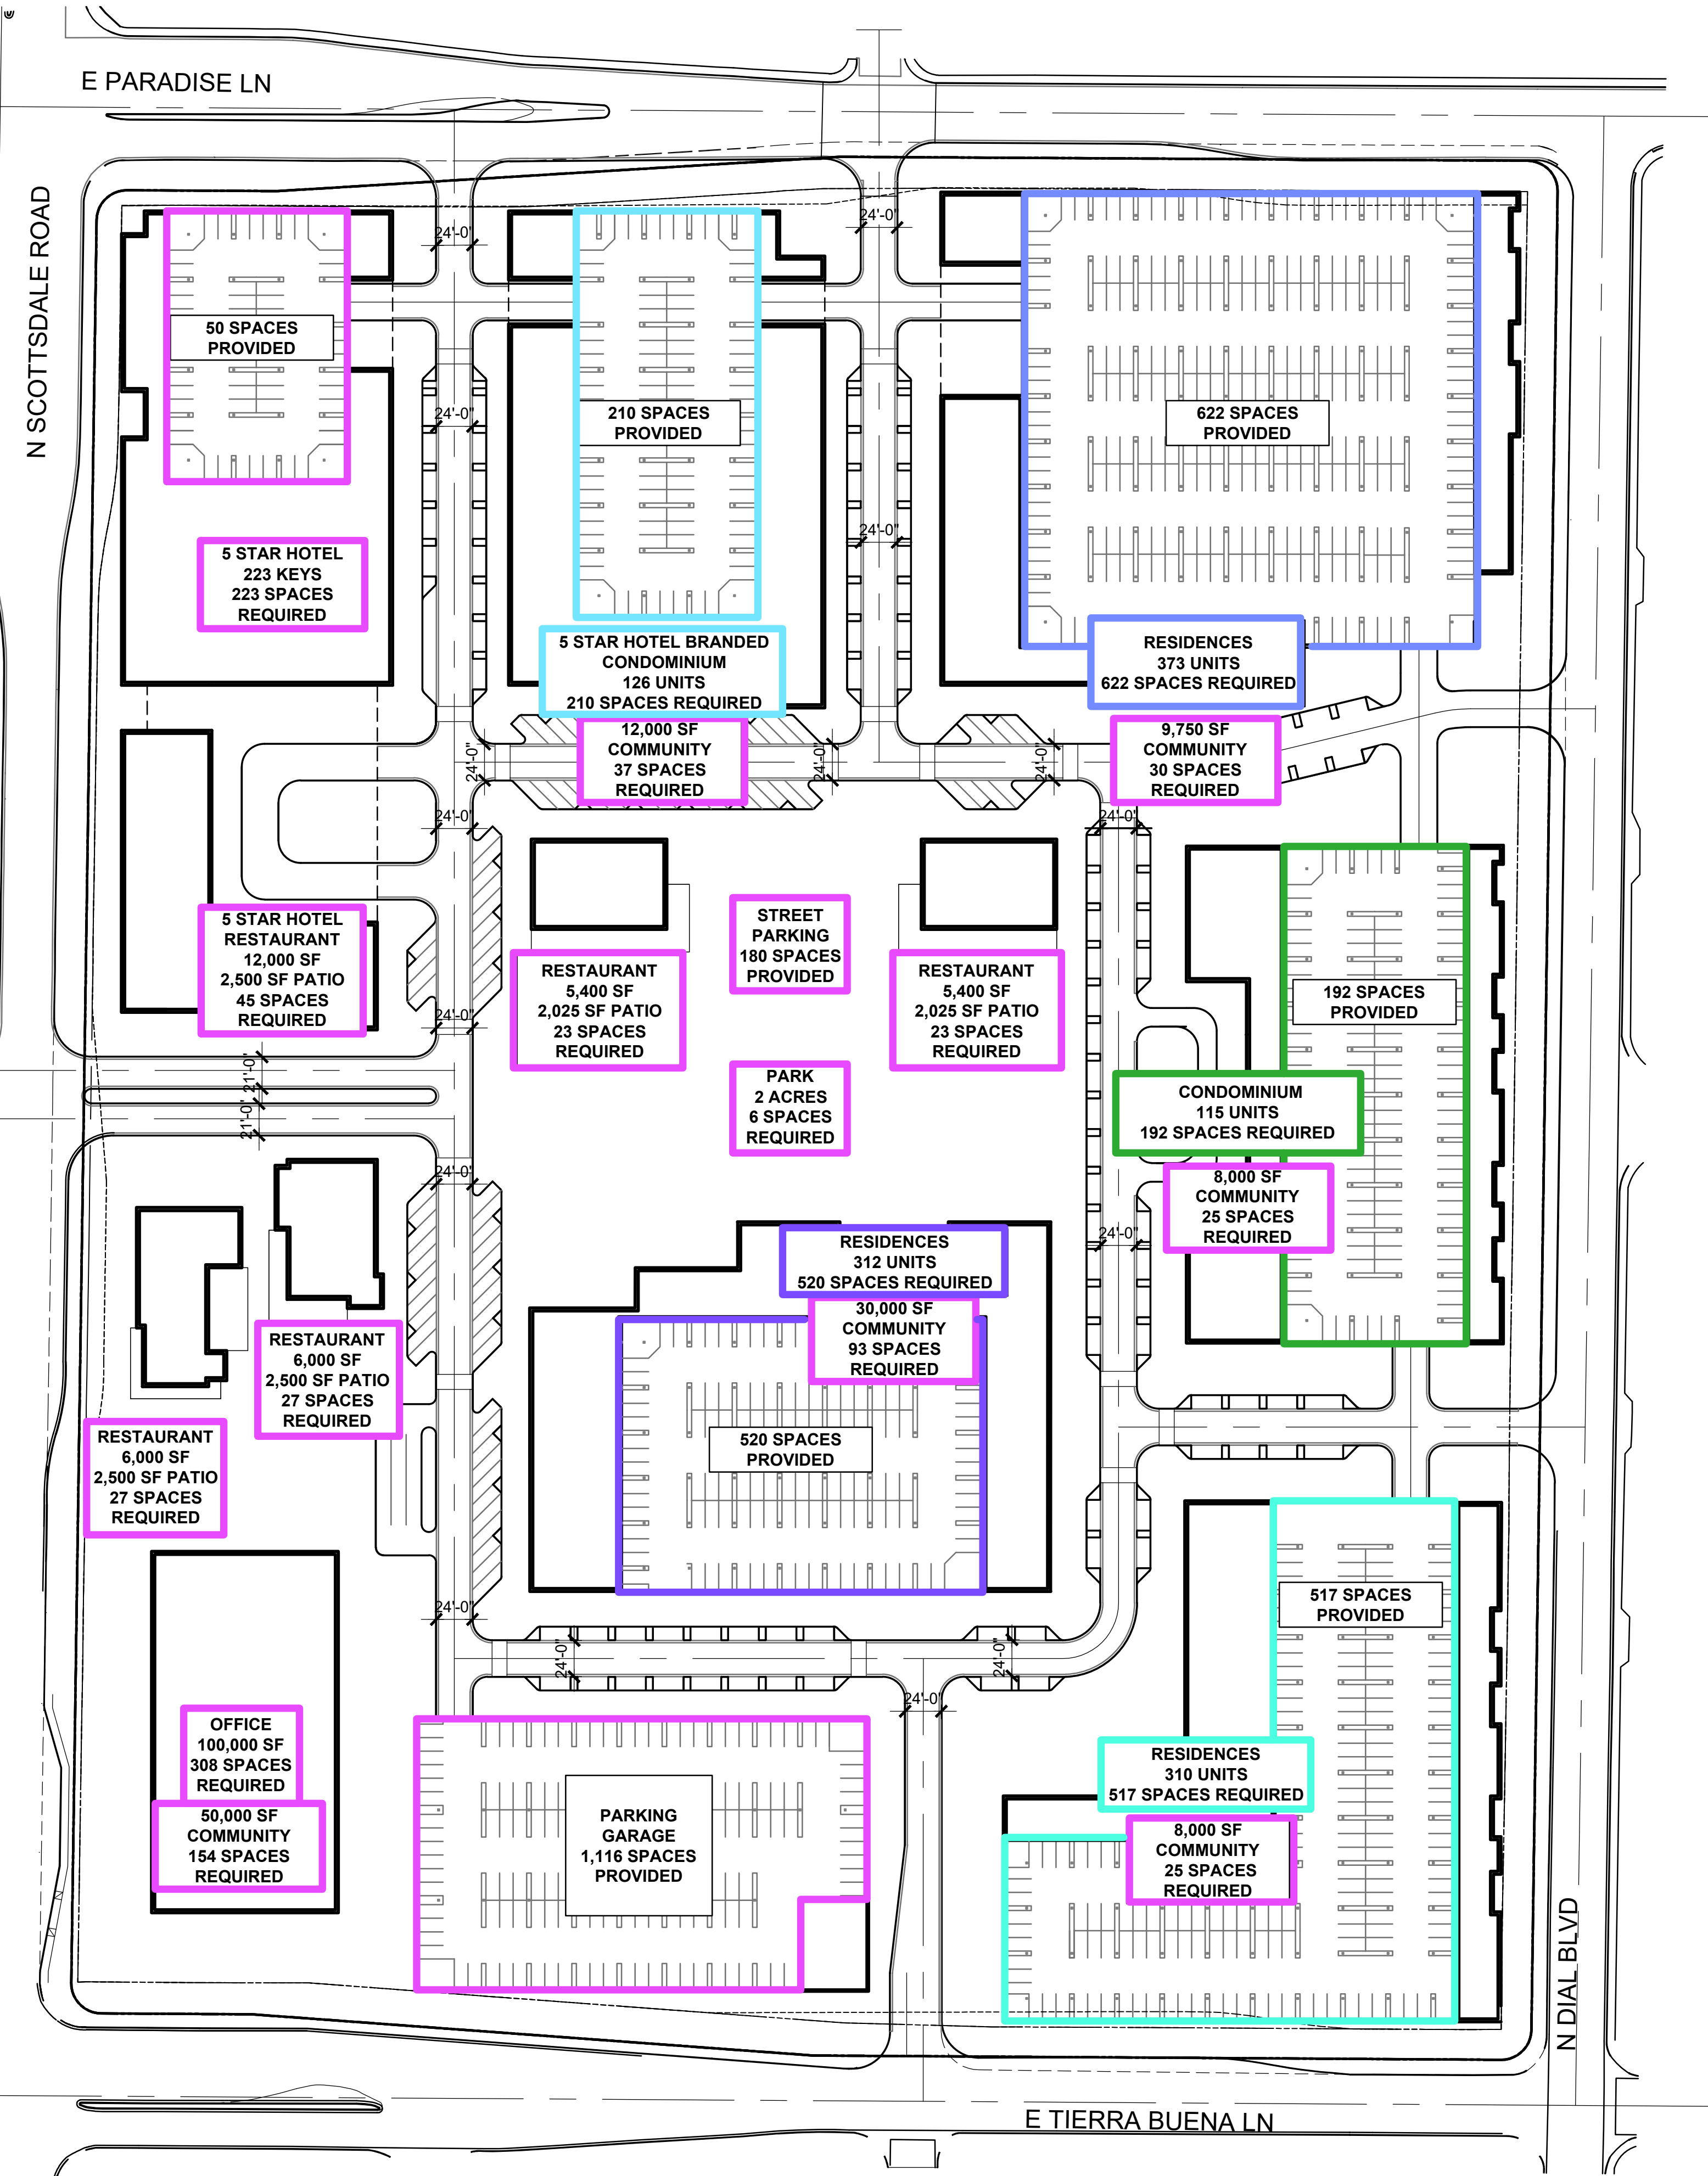 E PARADISE LN
N SCOTTSDALE ROAD
24'-0"
24'-0"
50 SPACES
PROVIDED
210 SPACES
PROVIDED
622 SPACES
PROVIDED
24'-0"
24'-0"
5 STAR HOTEL
223 KEYS
223 SPACES
REQUIRED
5 STAR HOTEL BRANDED
CONDOMINIUM
126 UNITS
210 SPACES REQUIRED
RESIDENCES
373 UNITS
622 SPACES REQUIRED
12,000 SF
COMMUNITY
37 SPACES
REQUIRED
9,750 SF
COMMUNITY
30 SPACES
REQUIRED
24'-0"
24'-0"
24'-0"
24'-0"
24'-0"
5 STAR HOTEL
RESTAURANT
12,000 SF
2,500 SF PATIO
45 SPACES
REQUIRED
RESTAURANT
5,400 SF
2,025 SF PATIO
23 SPACES
REQUIRED
STREET
PARKING
180 SPACES
PROVIDED
RESTAURANT
5,400 SF
2,025 SF PATIO
23 SPACES
REQUIRED
192 SPACES
PROVIDED
24'-0"
21'-0"
21'-0"
PARK
2 ACRES
6 SPACES
REQUIRED
CONDOMINIUM
115 UNITS
192 SPACES REQUIRED
8,000 SF
COMMUNITY
25 SPACES
REQUIRED
24'-0"
24'-0"
RESIDENCES
312 UNITS
520 SPACES REQUIRED
30,000 SF
COMMUNITY
93 SPACES
REQUIRED
RESTAURANT
6,000 SF
2,500 SF PATIO
27 SPACES
REQUIRED
RESTAURANT
6,000 SF
2,500 SF PATIO
27 SPACES
REQUIRED
520 SPACES
PROVIDED
517 SPACES
PROVIDED
24'-0"
24'-0"
24'-0"
24'-0"
OFFICE
100,000 SF
308 SPACES
REQUIRED
50,000 SF
COMMUNITY
154 SPACES
REQUIRED
PARKING
GARAGE
1,116 SPACES
PROVIDED
RESIDENCES
310 UNITS
517 SPACES REQUIRED
8,000 SF
COMMUNITY
25 SPACES
REQUIRED
N DIAL BLVD
E TIERRA BUENA LN